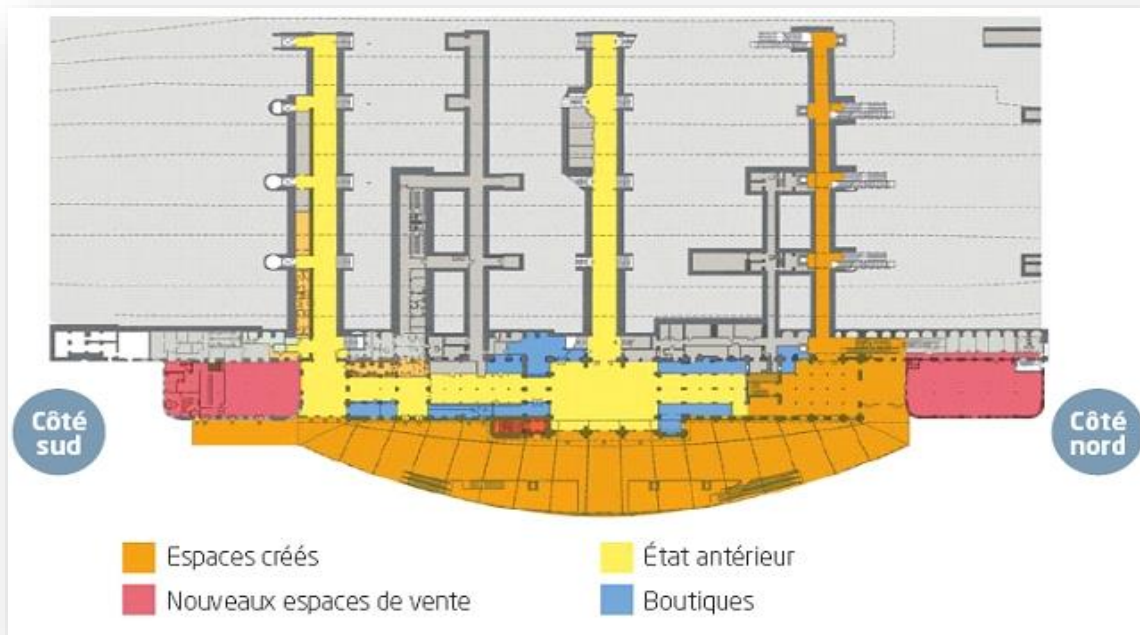 Côté
sud
Côté
nord
Espaces créés
État antérieur
Nouveaux espaces de vente
Boutiques